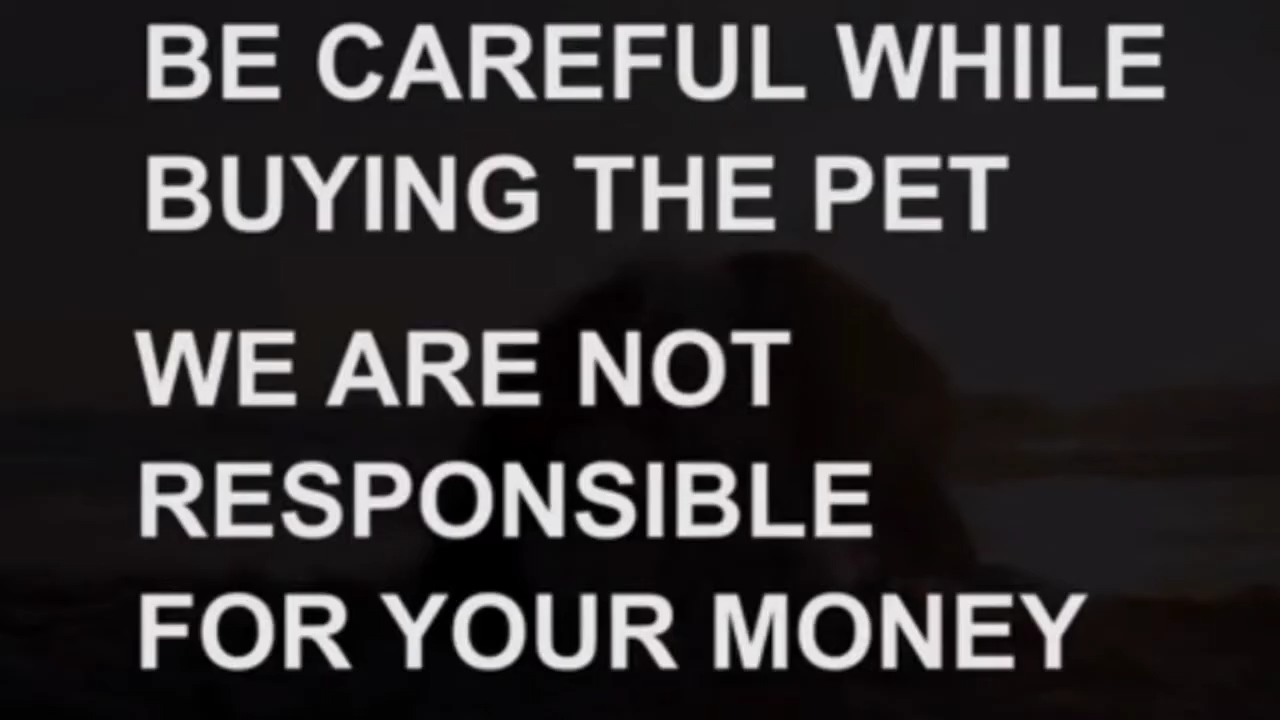 BE CAREFUL WHILE
BUYING THE PET
WE ARE NOT
RESPONSIBLE
FOR YOUR MONEY